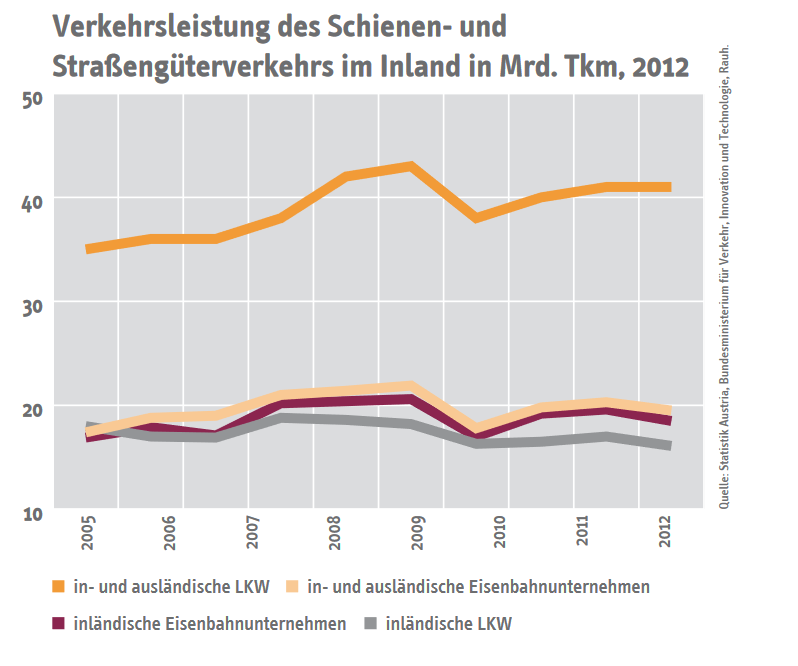 Verkehrsleistung des Schienen- und
Straßengüterverkehrs im Inland in Mrd. Tkm, 2012
50
40
30
20
10
2005 2006 2007 2008 2009 2010 2011 2012
in- und ausländische LKW in- und ausländische Eisenbahnunternehmen
inländische Eisenbahnunternehmen inländische LKW
Quelle: Statistik Austria, Bundesministerium für Verkehr, Innovation und Technologie, Rauh.